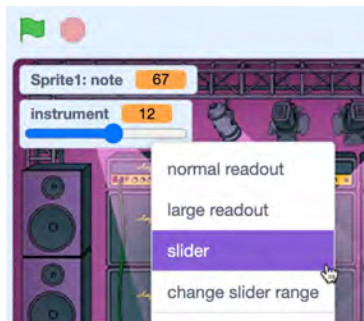 Sprite1: note 67
instrument 12
normal readout
large readout
slider
change slider range